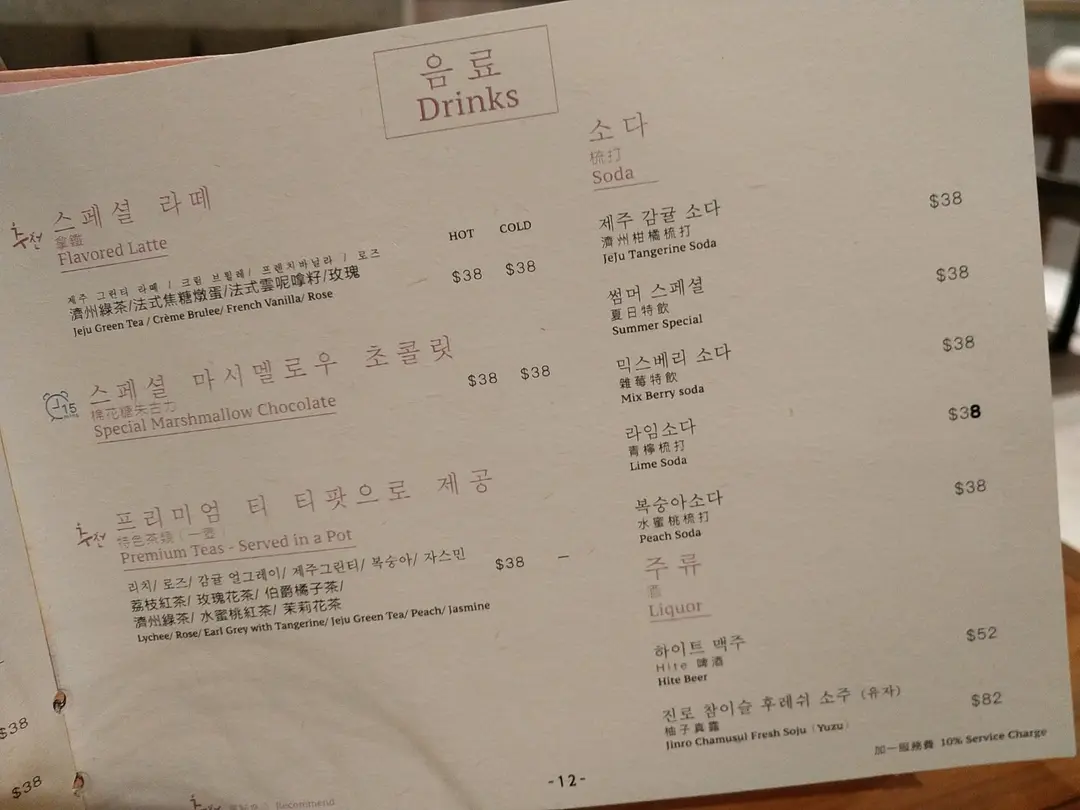 음료
Drinks
추천
스페셜 라떼
拿鐵
Flavored Latte
HOT COLD
제주 그린티 라떼 / 크림 브륄레/ 프렌치바닐라 / 로즈
濟州綠茶/法式焦糖燉蛋/法式雲呢嗱籽/玫瑰
Jeju Green Tea / Crème Brulee/ French Vanilla/ Rose
$38 $38
15
스페셜 마시멜로우 초콜릿
棉花糖朱古力
Special Marshmallow Chocolate
$38 $38
추천
프리미엄 티 티팟으로 제공
特色茶類（一壺）
Premium Teas - Served in a Pot
리치/ 로즈/ 감귤 얼그레이/ 제주그린티/ 복숭아/ 자스민
$38 –
荔枝紅茶/ 玫瑰花茶/ 伯爵橘子茶/
濟州綠茶/ 水蜜桃紅茶/ 茉莉花茶
Lychee/ Rose/ Earl Grey with Tangerine/ Jeju Green Tea/ Peach/ Jasmine
소다
梳打
Soda
제주 감귤 소다
濟州柑橘梳打
JeJu Tangerine Soda
$38
썸머 스페셜
夏日特飲
Summer Special
$38
믹스베리 소다
雜莓特飲
Mix Berry soda
$38
라임소다
青檸梳打
Lime Soda
$38
복숭아소다
水蜜桃梳打
Peach Soda
$38
주류
酒
Liquor
하이트 맥주
Hite 啤酒
Hite Beer
$52
진로 참이슬 후레쉬 소주 (유자)
柚子真露
Jinro Chamusul Fresh Soju (Yuzu)
$82
加一服務費 10% Service Charge
-12-
$38
$38
추천
Recommend